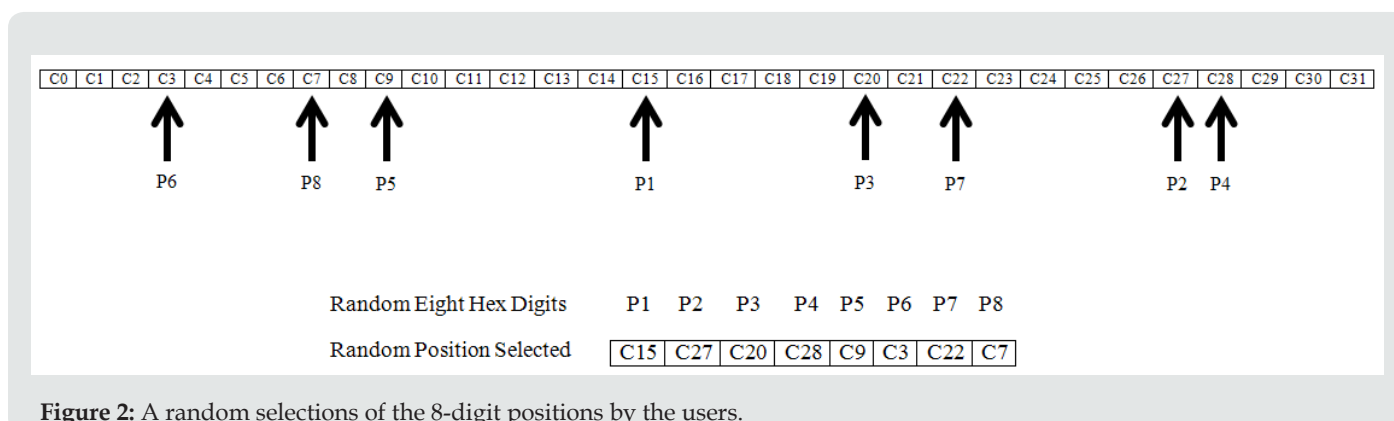 C0 C1 C2 C3 C4 C5 C6 C7 C8 C9 C10 C11 C12 C13 C14 C15 C16 C17 C18 C19 C20 C21 C22 C23 C24 C25 C26 C27 C28 C29 C30 C31
P6 P8 P5 P1 P3 P7 P2 P4
Random Eight Hex Digits P1 P2 P3 P4 P5 P6 P7 P8
Random Position Selected C15 C27 C20 C28 C9 C3 C22 C7
Figure 2: A random selections of the 8-digit positions by the users.